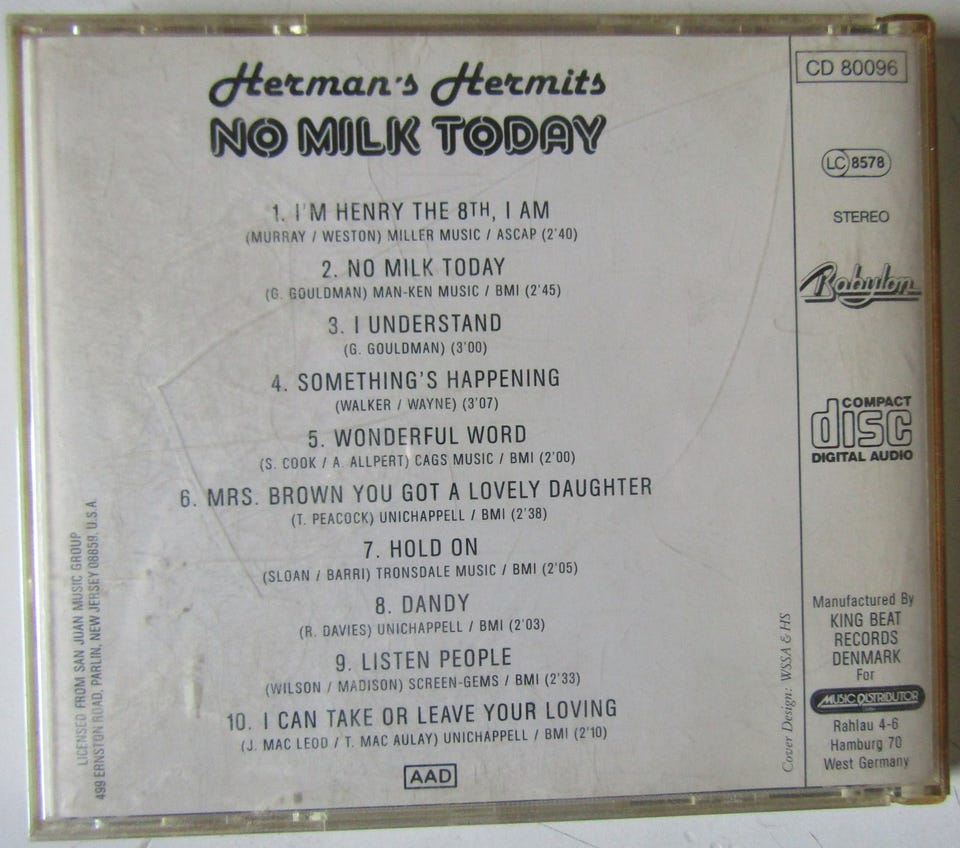 Herman's Hermits
NO MILK TODAY
1. I'M HENRY THE 8TH, I AM
(MURRAY / WESTON) MILLER MUSIC / ASCAP (2'40)
2. NO MILK TODAY
(G. GOULDMAN) MAN-KEN MUSIC / BMI (2'45)
3. I UNDERSTAND
(G. GOULDMAN) (3'00)
4. SOMETHING'S HAPPENING
(WALKER / WAYNE) (3'07)
5. WONDERFUL WORD
(S. COOK / A. ALLPERT) CAGS MUSIC / BMI (2'00)
6. MRS. BROWN YOU GOT A LOVELY DAUGHTER
(T. PEACOCK) UNICHAPPELL / BMI (2'38)
7. HOLD ON
(SLOAN / BARRI) TRONSDALE MUSIC / BMI (2'05)
8. DANDY
(R. DAVIES) UNICHAPPELL / BMI (2'03)
9. LISTEN PEOPLE
(WILSON / MADISON) SCREEN-GEMS / BMI (2'33)
10. I CAN TAKE OR LEAVE YOUR LOVING
(J. MAC LEOD / T. MAC AULAY) UNICHAPPELL / BMI (2'10)
AAD
LICENSED FROM SAN JUAN MUSIC GROUP
499 ERNSTON ROAD, PARLIN, NEW JERSEY 08859, U.S.A.
Cover Design: WSSA & HS
CD 80096
LC 8578
STEREO
Babylon
COMPACT
disc
DIGITAL AUDIO
Manufactured By
KING BEAT
RECORDS
DENMARK
For
MUSIC DISTRIBUTOR
Rahlau 4-6
Hamburg 70
West Germany